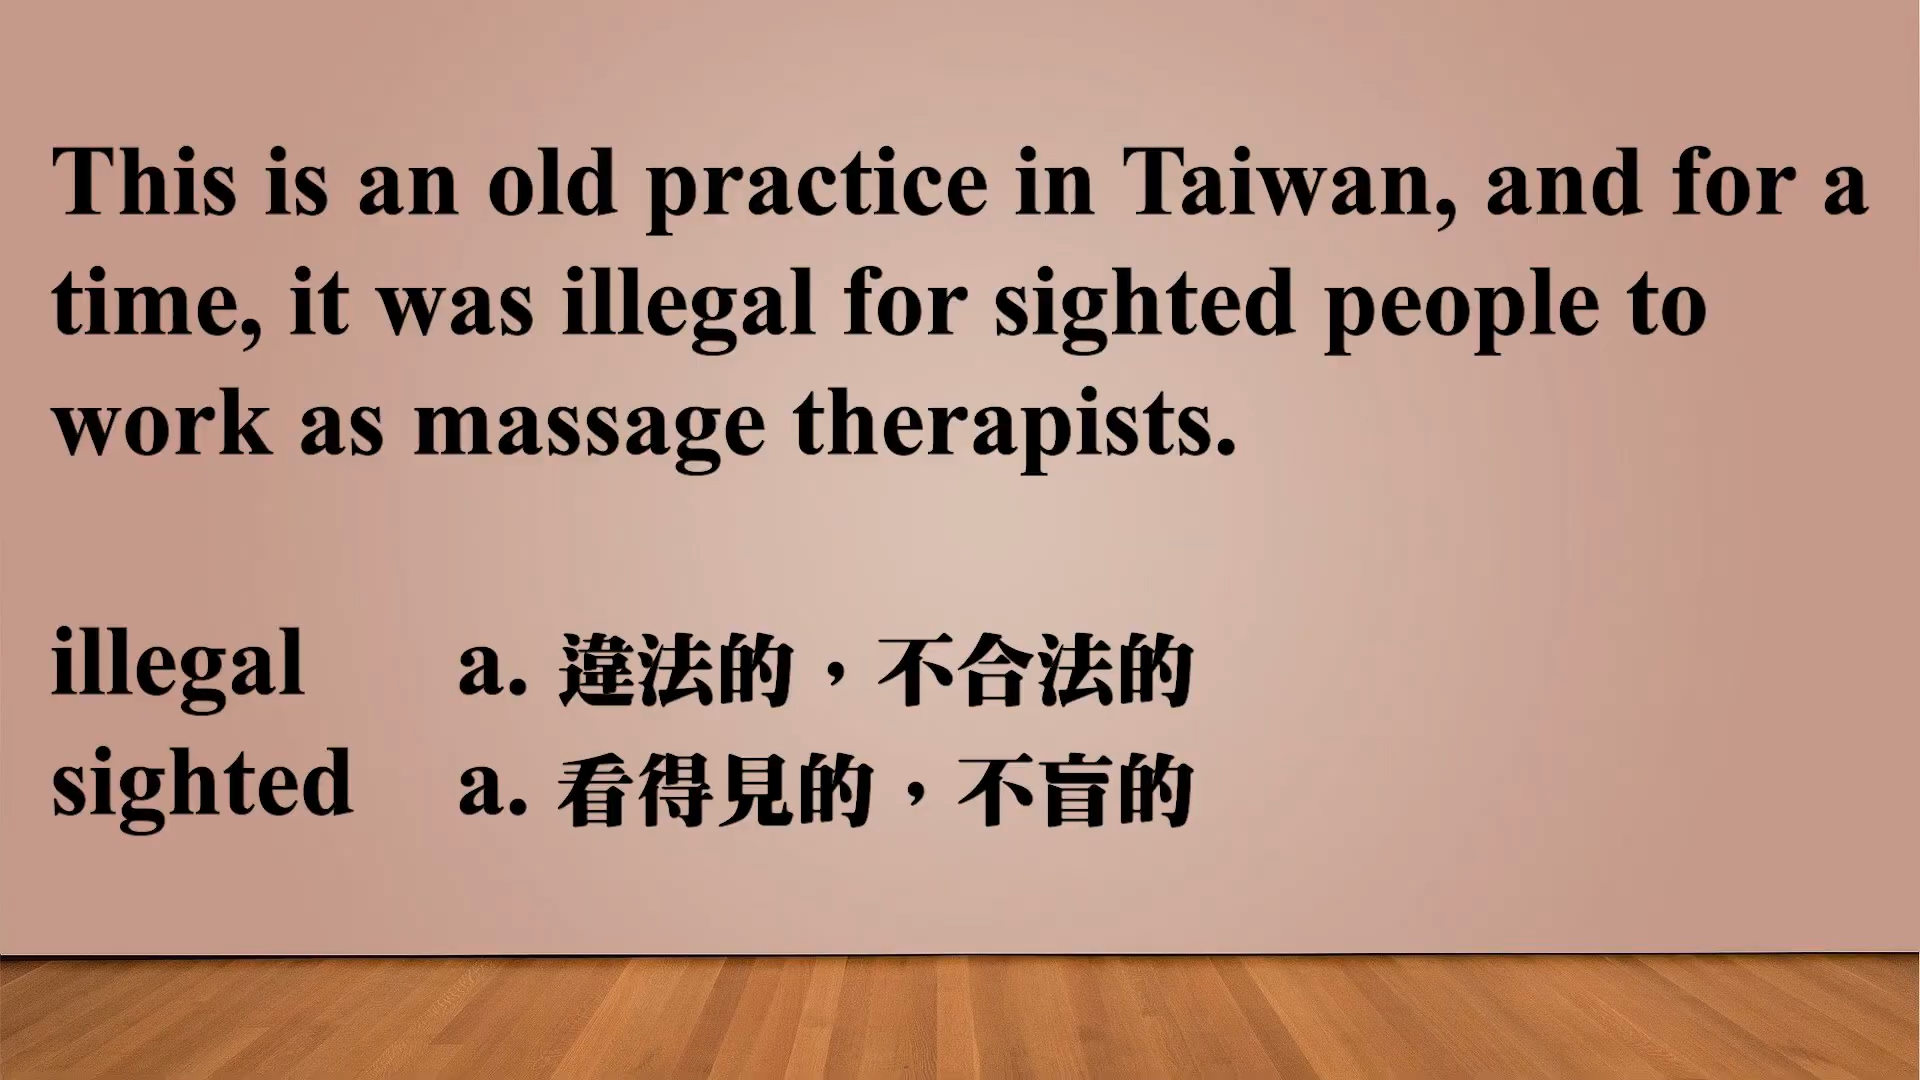 This is an old practice in Taiwan, and for a
time, it was illegal for sighted people to
work as massage therapists.
illegal a. 違法的，不合法的
sighted a. 看得見的，不盲的